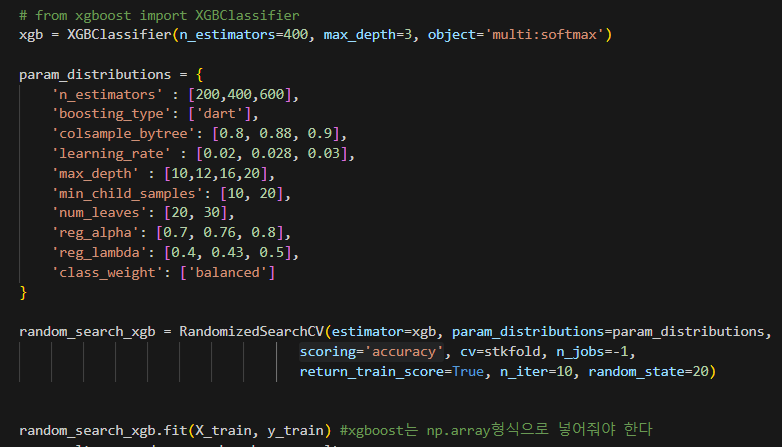 # from xgboost import XGBClassifier
xgb = XGBClassifier(n_estimators=400, max_depth=3, object='multi:softmax')
param_distributions = {
'n_estimators' : [200,400,600],
'boosting_type': ['dart'],
'colsample_bytree': [0.8, 0.88, 0.9],
'learning_rate' : [0.02, 0.028, 0.03],
'max_depth' : [10,12,16,20],
'min_child_samples': [10, 20],
'num_leaves': [20, 30],
'reg_alpha': [0.7, 0.76, 0.8],
'reg_lambda': [0.4, 0.43, 0.5],
'class_weight': ['balanced']
}
random_search_xgb = RandomizedSearchCV(estimator=xgb, param_distributions=param_distributions,
scoring='accuracy', cv=stkfold, n_jobs=-1,
return_train_score=True, n_iter=10, random_state=20)
random_search_xgb.fit(X_train, y_train) #xgboost는 np.array형식으로 넣어줘야 한다